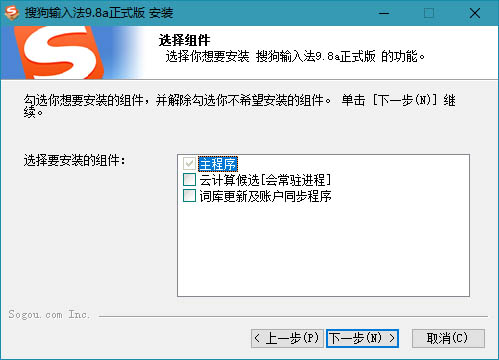 搜狗输入法9.8a正式版 安装
选择组件
选择你想要安装 搜狗输入法9.8a正式版 的功能。
勾选你想要安装的组件，并解除勾选你不希望安装的组件。 单击 [下一步(N)] 继
续。
选择要安装的组件:
主程序
云计算候选[会常驻进程]
词库更新及账户同步程序
Sogou.com Inc.
< 上一步(P) 下一步(N) > 取消(C)